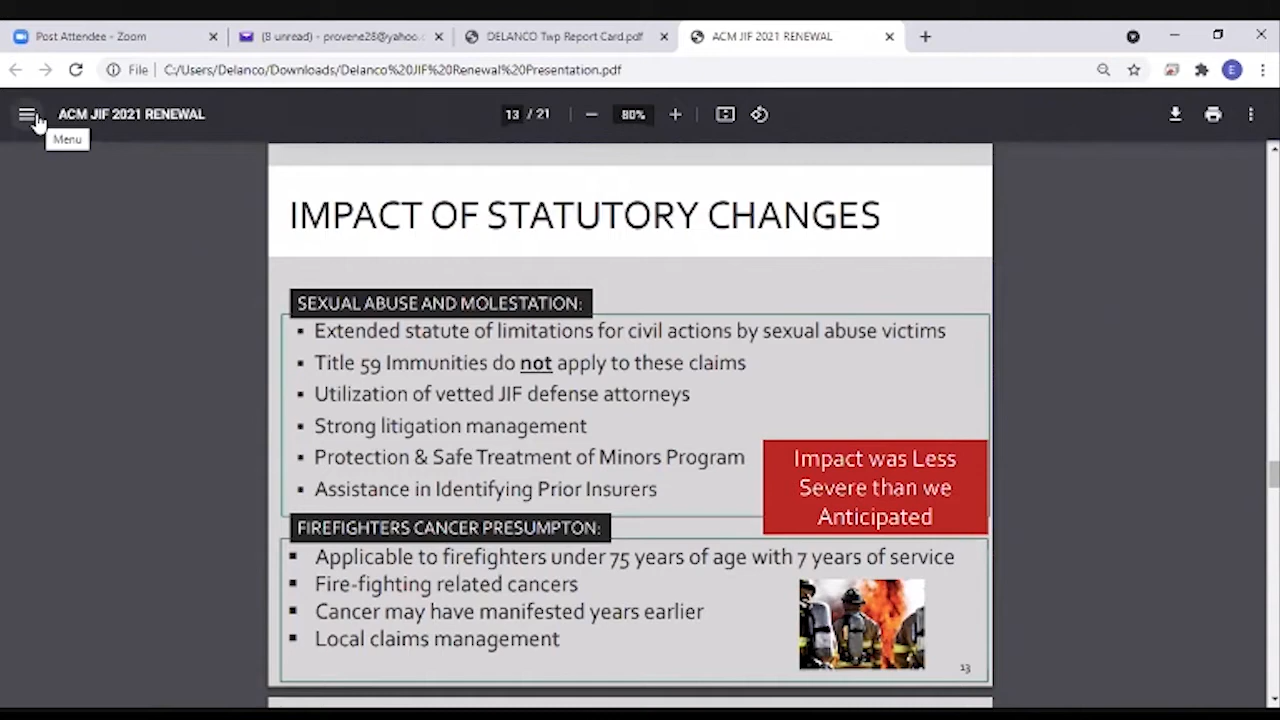 Post Attendee - Zoom
(8 unread) - provene28@yahoo.c
DELANCO Twp Report Card.pdf
ACM JIF 2021 RENEWAL
File | C:/Users/Delanco/Downloads/Delanco%20JIF%20Renewal%20Presentation.pdf
E
ACM JIF 2021 RENEWAL
13 / 21
80%
Menu
IMPACT OF STATUTORY CHANGES
SEXUAL ABUSE AND MOLESTATION:
▪ Extended statute of limitations for civil actions by sexual abuse victims
▪ Title 59 Immunities do not apply to these claims
▪ Utilization of vetted JIF defense attorneys
▪ Strong litigation management
▪ Protection & Safe Treatment of Minors Program
▪ Assistance in Identifying Prior Insurers
Impact was Less
Severe than we
Anticipated
FIREFIGHTERS CANCER PRESUMPTON:
▪ Applicable to firefighters under 75 years of age with 7 years of service
▪ Fire-fighting related cancers
▪ Cancer may have manifested years earlier
▪ Local claims management
13